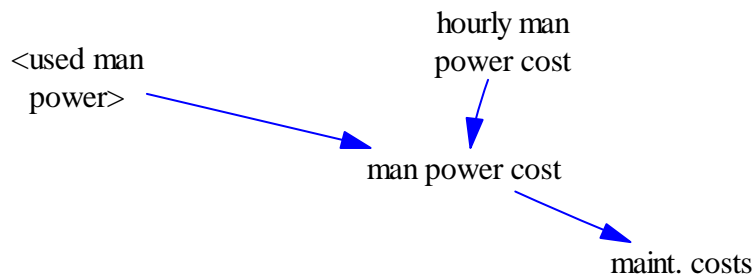 hourly man
power cost
<used man
power>
man power cost
maint. costs